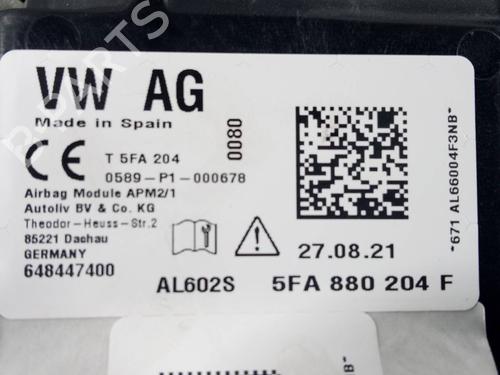 VW AG
Made in Spain
T 5FA 204
0589-P1-000678
0080
Airbag Module APM2/1
Autoliv BV & Co. KG
Theodor-Heuss-Str.2
85221 Dachau
GERMANY
648447400
AL602S
27.08.21
5FA 880 204 F
*671 AL66004F3NB*